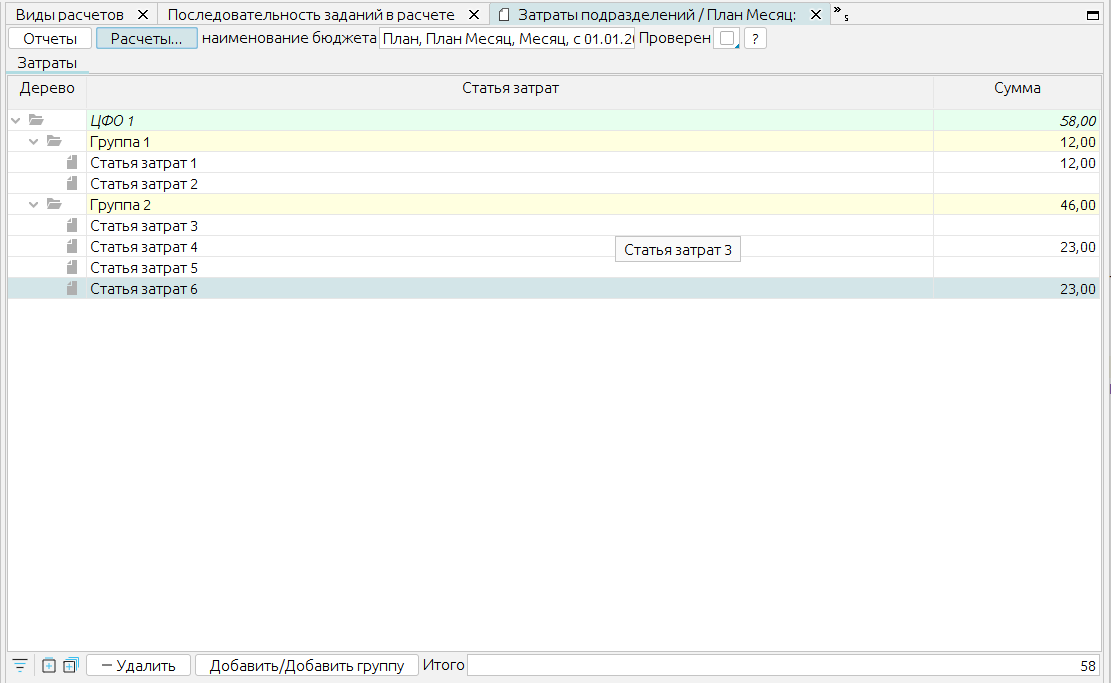 Виды расчетов
Последовательность заданий в расчете
Затраты подразделений / План Месяц:
» 5
Отчеты
Расчеты...
наименование бюджета
План, План Месяц, Месяц, с 01.01.20
Проверен
?
Затраты
Дерево Статья затрат Сумма
ЦФО 1 58,00
Группа 1 12,00
Статья затрат 1 12,00
Статья затрат 2
Группа 2 46,00
Статья затрат 3
Статья затрат 4 23,00
Статья затрат 3
Статья затрат 5
Статья затрат 6 23,00
Удалить
Добавить/Добавить группу
Итого
58